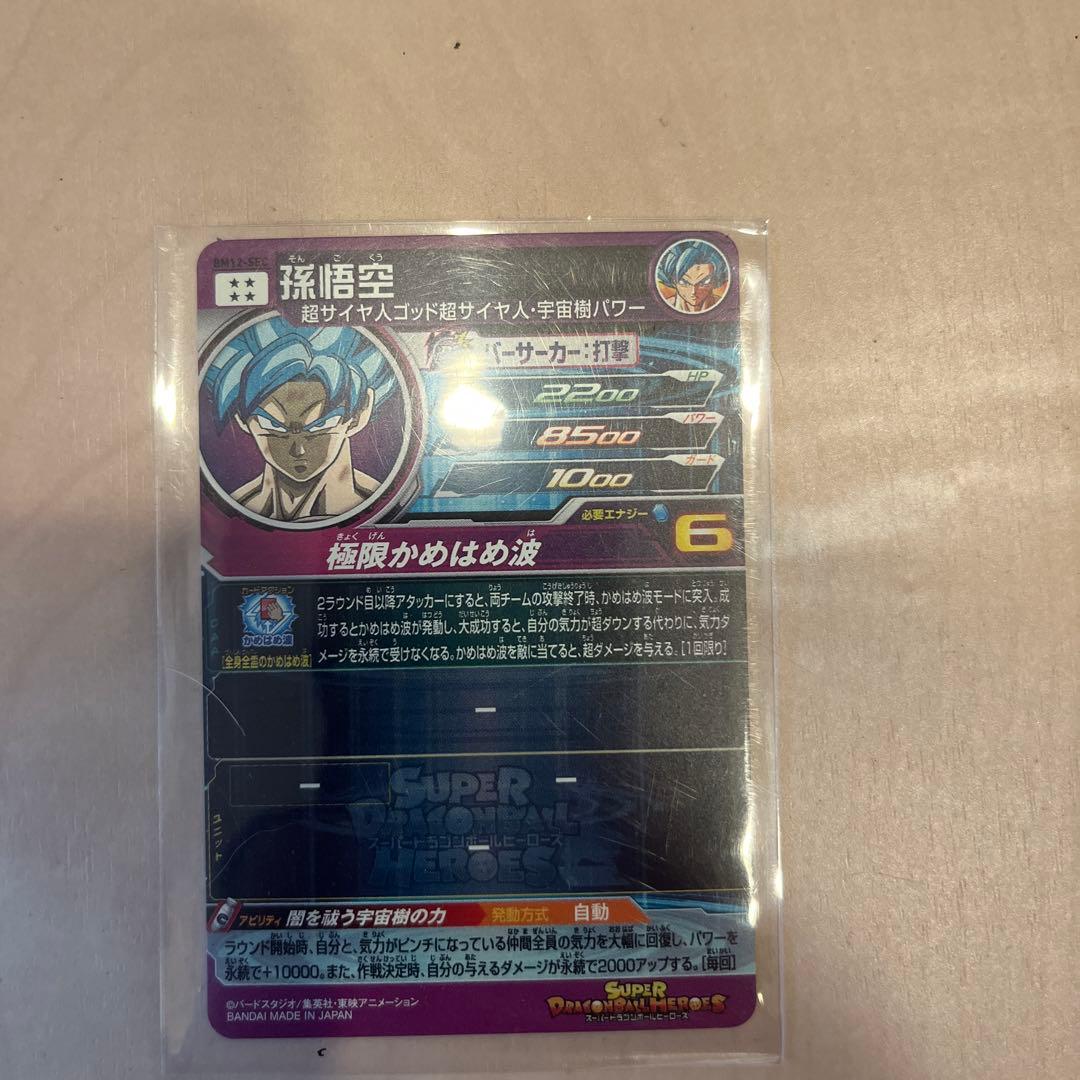 BM12-SEC
★★
★★
そん ご くう
孫悟空
超サイヤ人ゴッド超サイヤ人・宇宙樹パワー
バーサーカー:打撃
HP
2200
パワー
8500
ガード
1000
必要エナジー
6
きょく げん は
極限かめはめ波
カードアクション
かめはめ波
[全身全霊のかめはめ波]
2ラウンド目以降アタッカーにすると、両チームの攻撃終了時、かめはめ波モードに突入。成
功するとかめはめ波が発動し、大成功すると、自分の気力が超ダウンする代わりに、気力ダ
メージを永続で受けなくなる。かめはめ波を敵に当てると、超ダメージを与える。[1回限り]
ー
ー ー
ユニット
ー
SUPER
DRAGONBALL
スーパードラゴンボールヒーローズ
HEROES
アビリティ 闇を祓う宇宙樹の力 発動方式 自動
ラウンド開始時、自分と、気力がピンチになっている仲間全員の気力を大幅に回復し、パワーを
永続で+10000。また、作戦決定時、自分の与えるダメージが永続で2000アップする。[毎回]
©バードスタジオ/集英社・東映アニメーション
BANDAI MADE IN JAPAN
SUPER
DRAGONBALL HEROES
スーパードラゴンボールヒーローズ